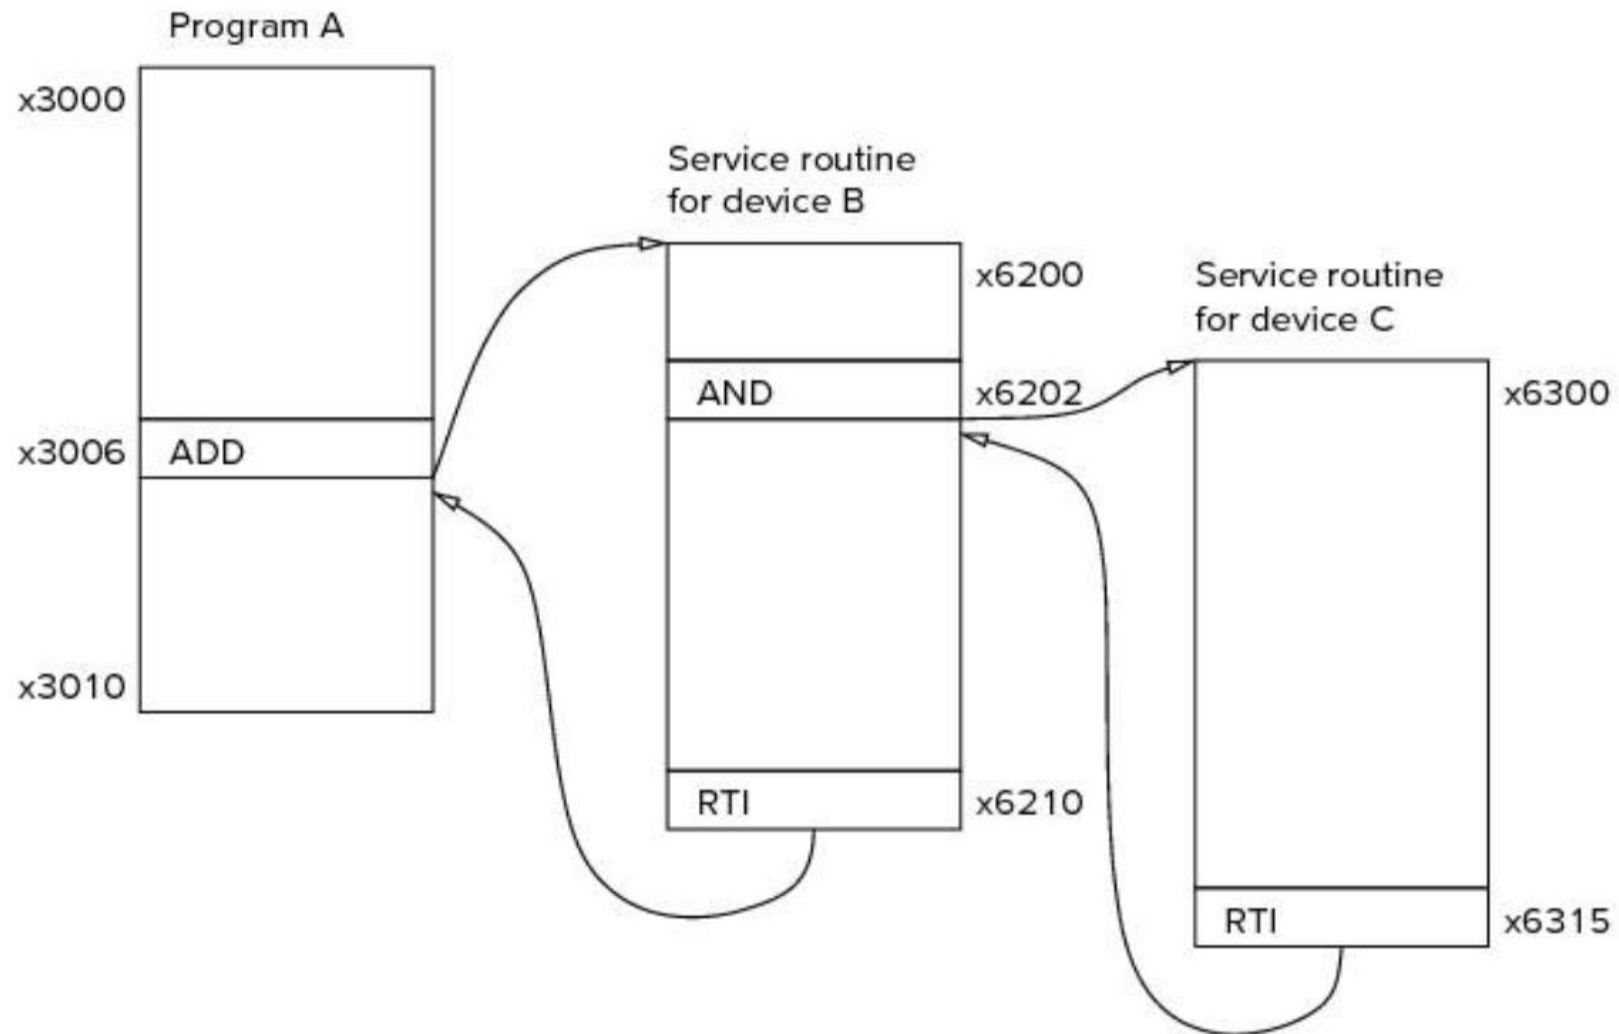 Program A
x3000
x3006
ADD
x3010
Service routine
for device B
x6200
AND
x6202
RTI
x6210
Service routine
for device C
x6300
RTI
x6315